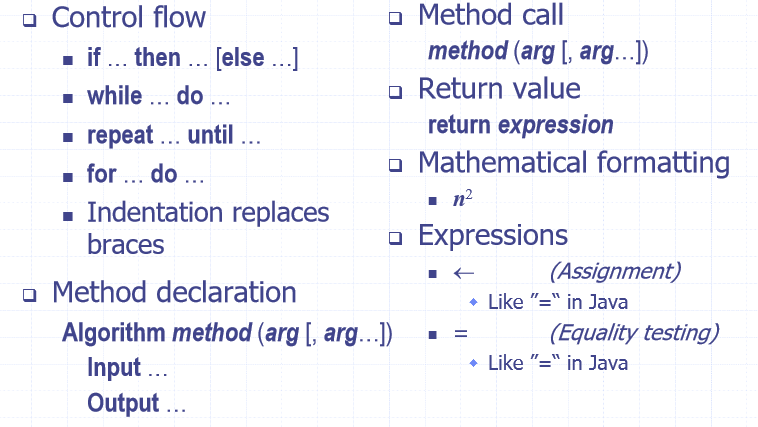 Control flow
if … then … [else …]
while … do …
repeat … until …
for … do …
Indentation replaces
braces
Method declaration
Algorithm method (arg [, arg…])
Input …
Output …
Method call
method (arg [, arg…])
Return value
return expression
Mathematical formatting
n²
Expressions
← (Assignment)
Like ”=“ in Java
= (Equality testing)
Like ”=“ in Java